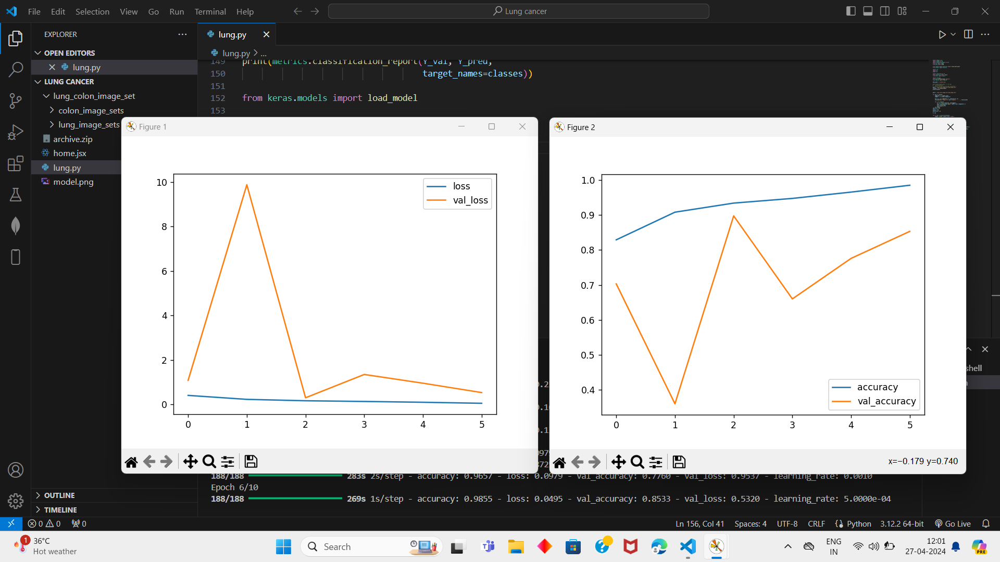 File Edit Selection View Go Run Terminal Help
Lung cancer
EXPLORER
OPEN EDITORS
lung.py
LUNG CANCER
lung_colon_image_set
colon_image_sets
lung_image_sets
archive.zip
home.jsx
lung.py
model.png
OUTLINE
TIMELINE
lung.py
lung.py > ...
149 print(metrics.classification_report(Y_val, Y_pred,
150 target_names=classes))
151
152 from keras.models import load_model
153
Figure 1
10
8
6
4
2
0
0 1 2 3 4 5
loss
val_loss
Figure 2
1.0
0.9
0.8
0.7
0.6
0.5
0.4
0 1 2 3 4 5
accuracy
val_accuracy
x=−0.179 y=0.740
shell
188/188 283s 2s/step - accuracy: 0.9657 - loss: 0.0979 - val_accuracy: 0.7760 - val_loss: 0.9537 - learning_rate: 0.0010
Epoch 6/10
188/188 269s 1s/step - accuracy: 0.9855 - loss: 0.0495 - val_accuracy: 0.8533 - val_loss: 0.5320 - learning_rate: 5.0000e-04
0 0 0
Ln 156, Col 41 Spaces: 4 UTF-8 CRLF Python 3.12.2 64-bit Go Live
1
36°C
Hot weather
Search
ENG
IN
12:01
27-04-2024
PRE